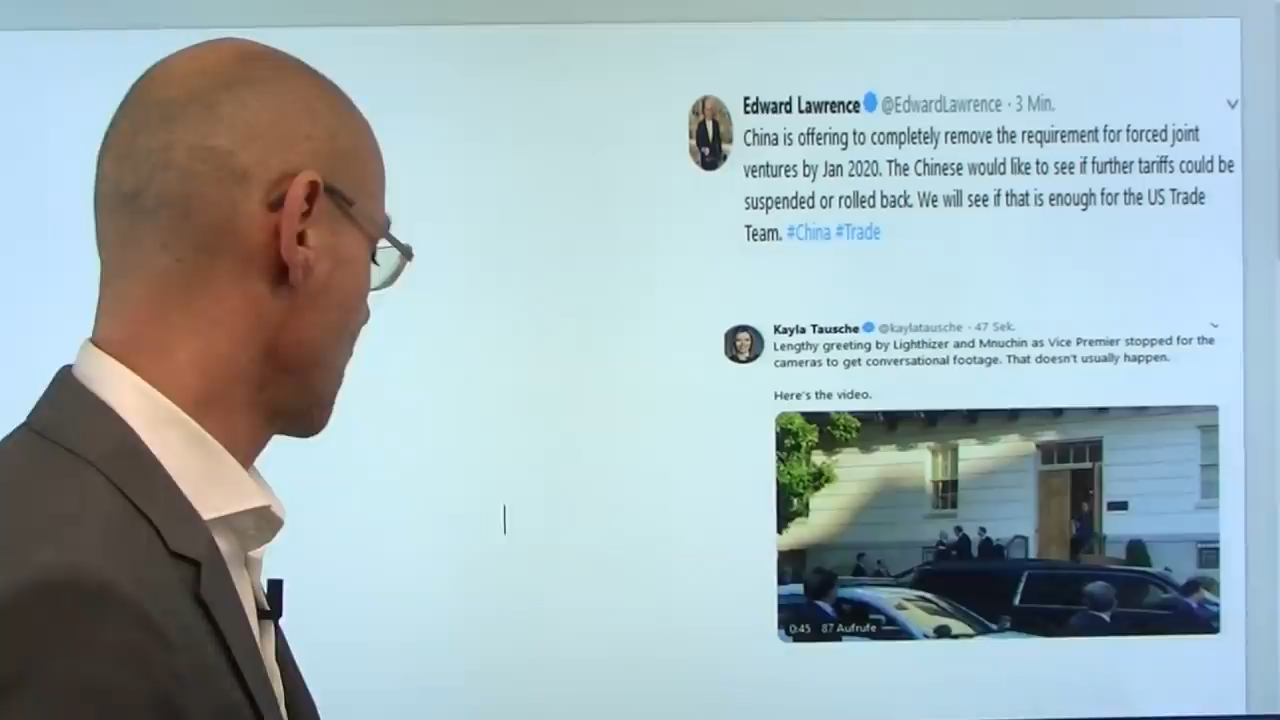 Edward Lawrence @EdwardLawrence · 3 Min.
China is offering to completely remove the requirement for forced joint
ventures by Jan 2020. The Chinese would like to see if further tariffs could be
suspended or rolled back. We will see if that is enough for the US Trade
Team. #China #Trade
Kayla Tausche @kaylatausche · 47 Sek.
Lengthy greeting by Lighthizer and Mnuchin as Vice Premier stopped for the
cameras to get conversational footage. That doesn't usually happen.
Here's the video.
0:45 87 Aufrufe